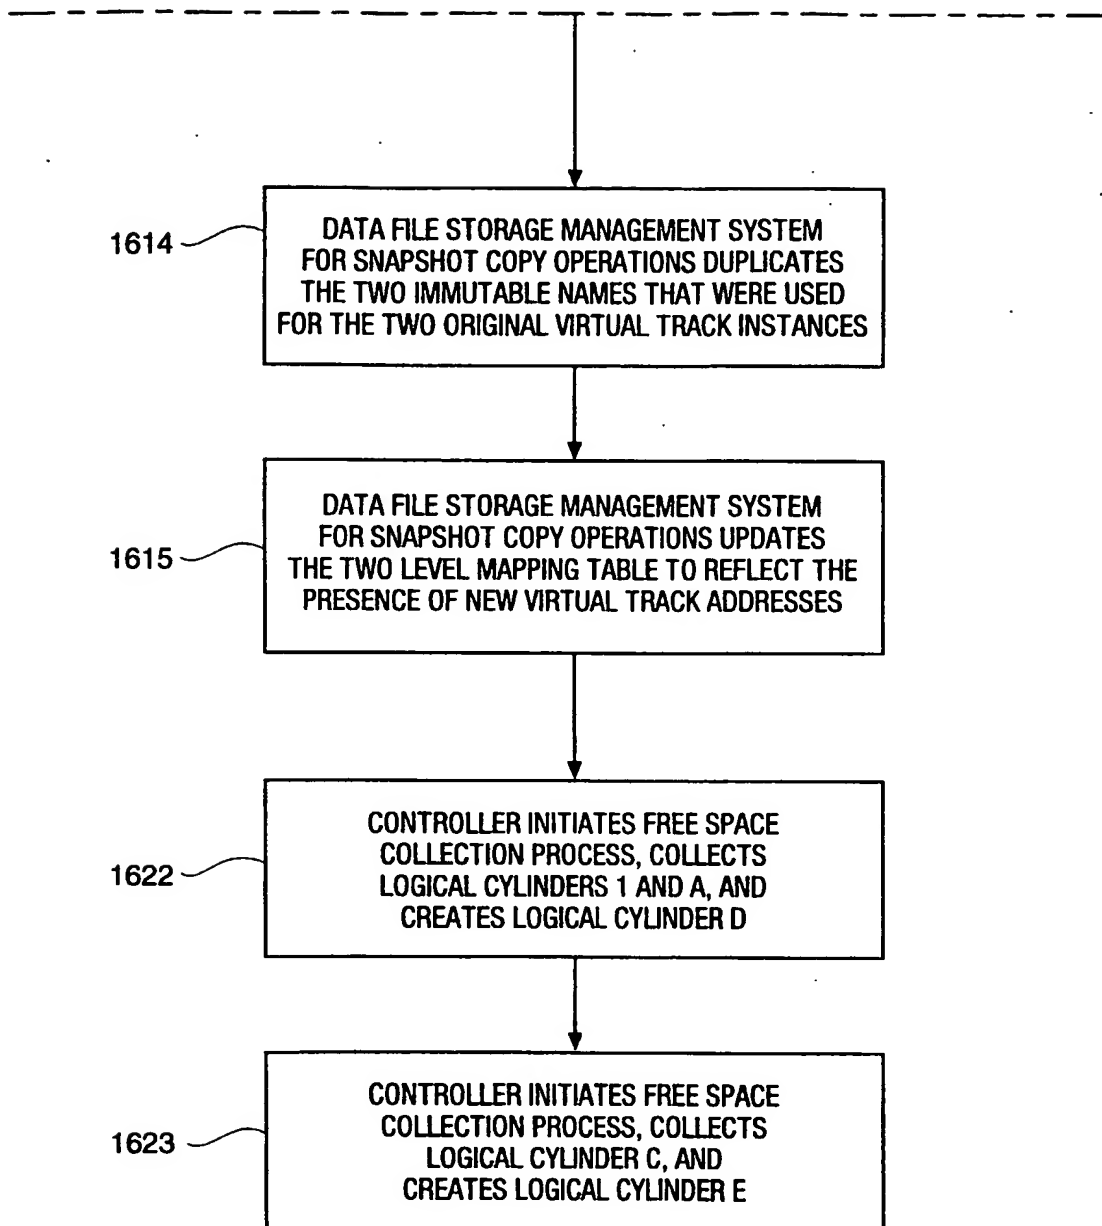 1614
DATA FILE STORAGE MANAGEMENT SYSTEM
FOR SNAPSHOT COPY OPERATIONS DUPLICATES
THE TWO IMMUTABLE NAMES THAT WERE USED
FOR THE TWO ORIGINAL VIRTUAL TRACK INSTANCES
1615
DATA FILE STORAGE MANAGEMENT SYSTEM
FOR SNAPSHOT COPY OPERATIONS UPDATES
THE TWO LEVEL MAPPING TABLE TO REFLECT THE
PRESENCE OF NEW VIRTUAL TRACK ADDRESSES
1622
CONTROLLER INITIATES FREE SPACE
COLLECTION PROCESS, COLLECTS
LOGICAL CYLINDERS 1 AND A, AND
CREATES LOGICAL CYLINDER D
1623
CONTROLLER INITIATES FREE SPACE
COLLECTION PROCESS, COLLECTS
LOGICAL CYLINDER C, AND
CREATES LOGICAL CYLINDER E